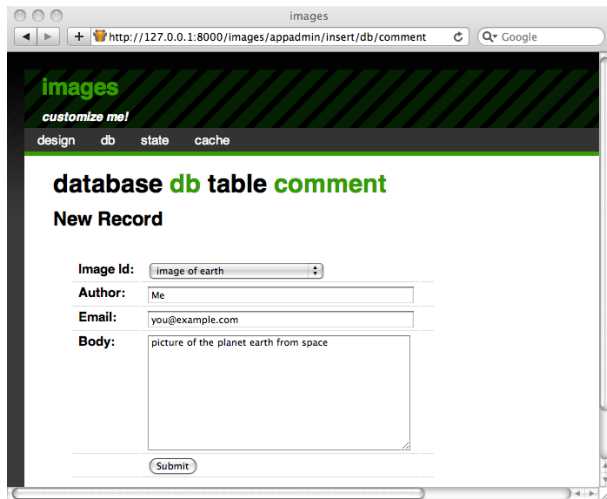 images
http://127.0.0.1:8000/images/appadmin/insert/db/comment
Google
images
customize me!
design db state cache
database db table comment
New Record
Image Id: image of earth
Author: Me
Email: you@example.com
Body: picture of the planet earth from space
Submit